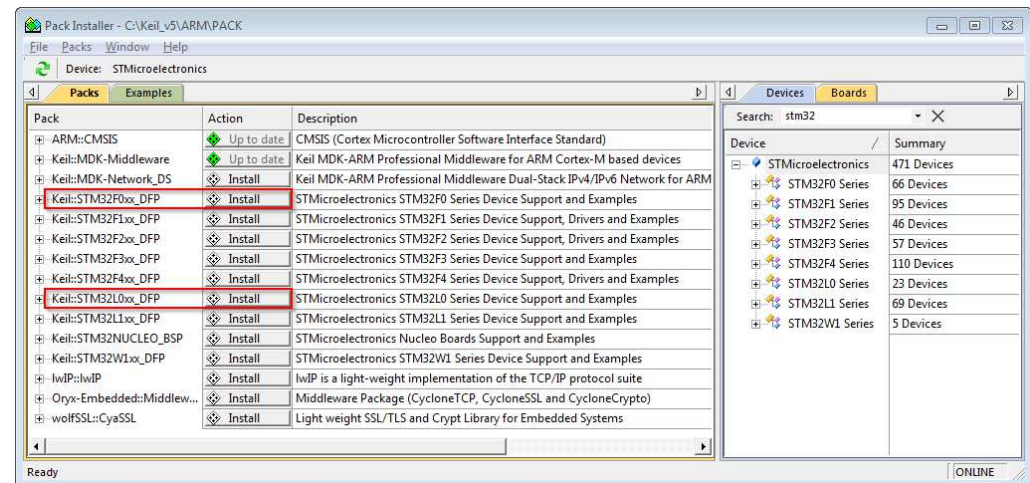 Pack Installer - C:\Keil_v5\ARM\PACK
File Packs Window Help
Device: STMicroelectronics
Packs Examples
Pack Action Description
ARM::CMSIS Up to date CMSIS (Cortex Microcontroller Software Interface Standard)
Keil::MDK-Middleware Up to date Keil MDK-ARM Professional Middleware for ARM Cortex-M based devices
Keil::MDK-Network_DS Install Keil MDK-ARM Professional Middleware Dual-Stack IPv4/IPv6 Network for ARM
Keil::STM32F0xx_DFP Install STMicroelectronics STM32F0 Series Device Support and Examples
Keil::STM32F1xx_DFP Install STMicroelectronics STM32F1 Series Device Support, Drivers and Examples
Keil::STM32F2xx_DFP Install STMicroelectronics STM32F2 Series Device Support, Drivers and Examples
Keil::STM32F3xx_DFP Install STMicroelectronics STM32F3 Series Device Support and Examples
Keil::STM32F4xx_DFP Install STMicroelectronics STM32F4 Series Device Support, Drivers and Examples
Keil::STM32L0xx_DFP Install STMicroelectronics STM32L0 Series Device Support and Examples
Keil::STM32L1xx_DFP Install STMicroelectronics STM32L1 Series Device Support and Examples
Keil::STM32NUCLEO_BSP Install STMicroelectronics Nucleo Boards Support and Examples
Keil::STM32W1xx_DFP Install STMicroelectronics STM32W1 Series Device Support and Examples
lwIP::lwIP Install lwIP is a light-weight implementation of the TCP/IP protocol suite
Oryx-Embedded::Middlew... Install Middleware Package (CycloneTCP, CycloneSSL and CycloneCrypto)
wolfSSL::CyaSSL Install Light weight SSL/TLS and Crypt Library for Embedded Systems
Devices Boards
Search: stm32
Device Summary
STMicroelectronics 471 Devices
STM32F0 Series 66 Devices
STM32F1 Series 95 Devices
STM32F2 Series 46 Devices
STM32F3 Series 57 Devices
STM32F4 Series 110 Devices
STM32L0 Series 23 Devices
STM32L1 Series 69 Devices
STM32W1 Series 5 Devices
Ready ONLINE